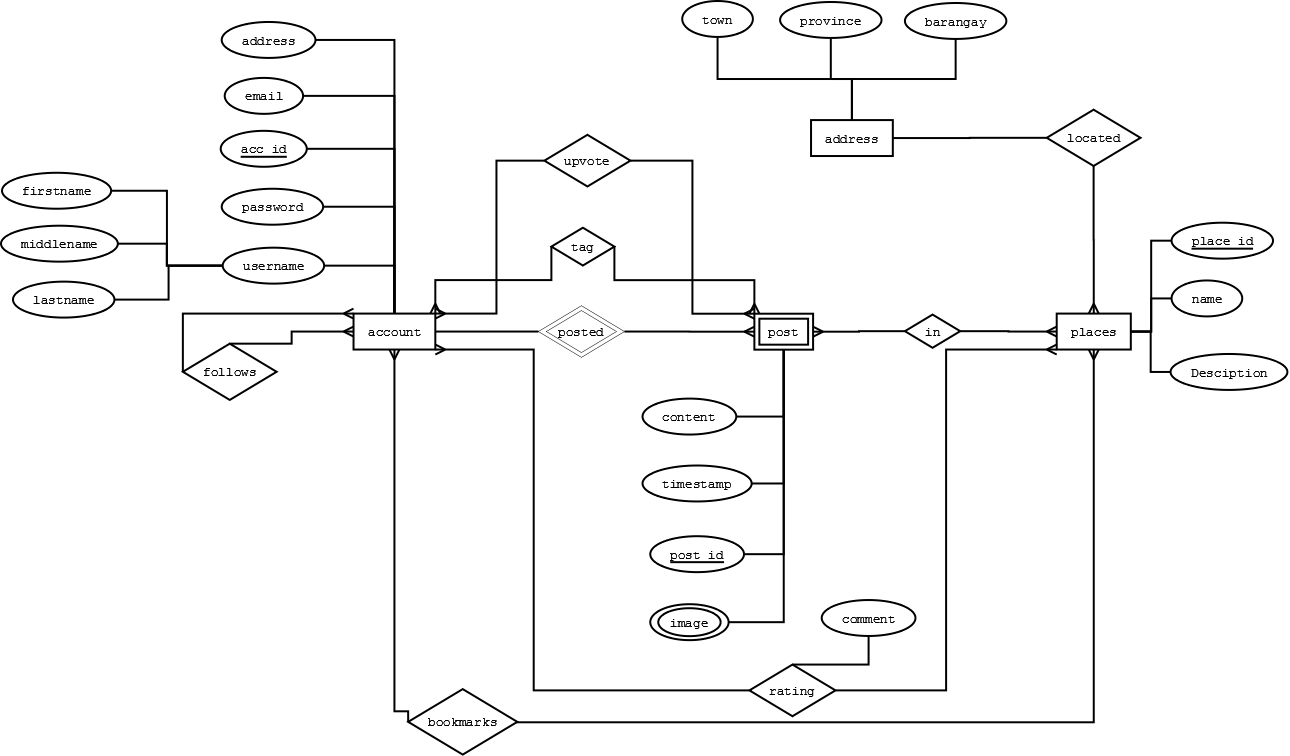 town
province
barangay
address
email
acc id
password
username
firstname
middlename
lastname
upvote
tag
address
located
place id
name
Desciption
follows
account
posted
post
in
places
content
timestamp
post id
image
comment
rating
bookmarks